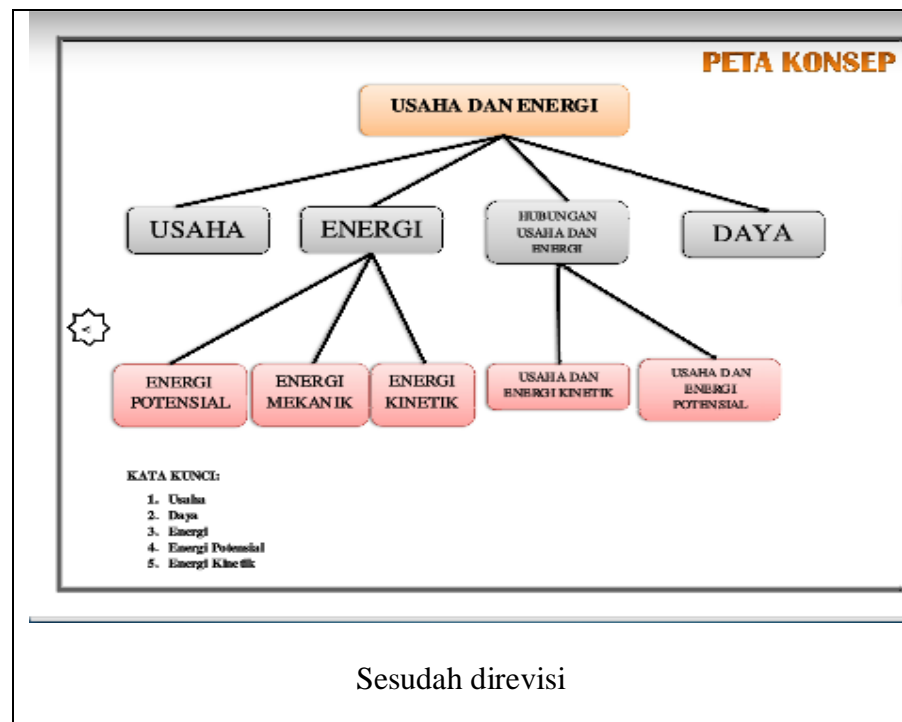 PETA KONSEP
USAHA DAN ENERGI
USAHA
ENERGI
HUBUNGAN
USAHA DAN
ENERGI
DAYA
<
ENERGI
POTENSIAL
ENERGI
MEKANIK
ENERGI
KINETIK
USAHA DAN
ENERGI KINETIK
USAHA DAN
ENERGI
POTENSIAL
KATA KUNCI:
1. Usaha
2. Daya
3. Energi
4. Energi Potensial
5. Energi Kinetik
Sesudah direvisi